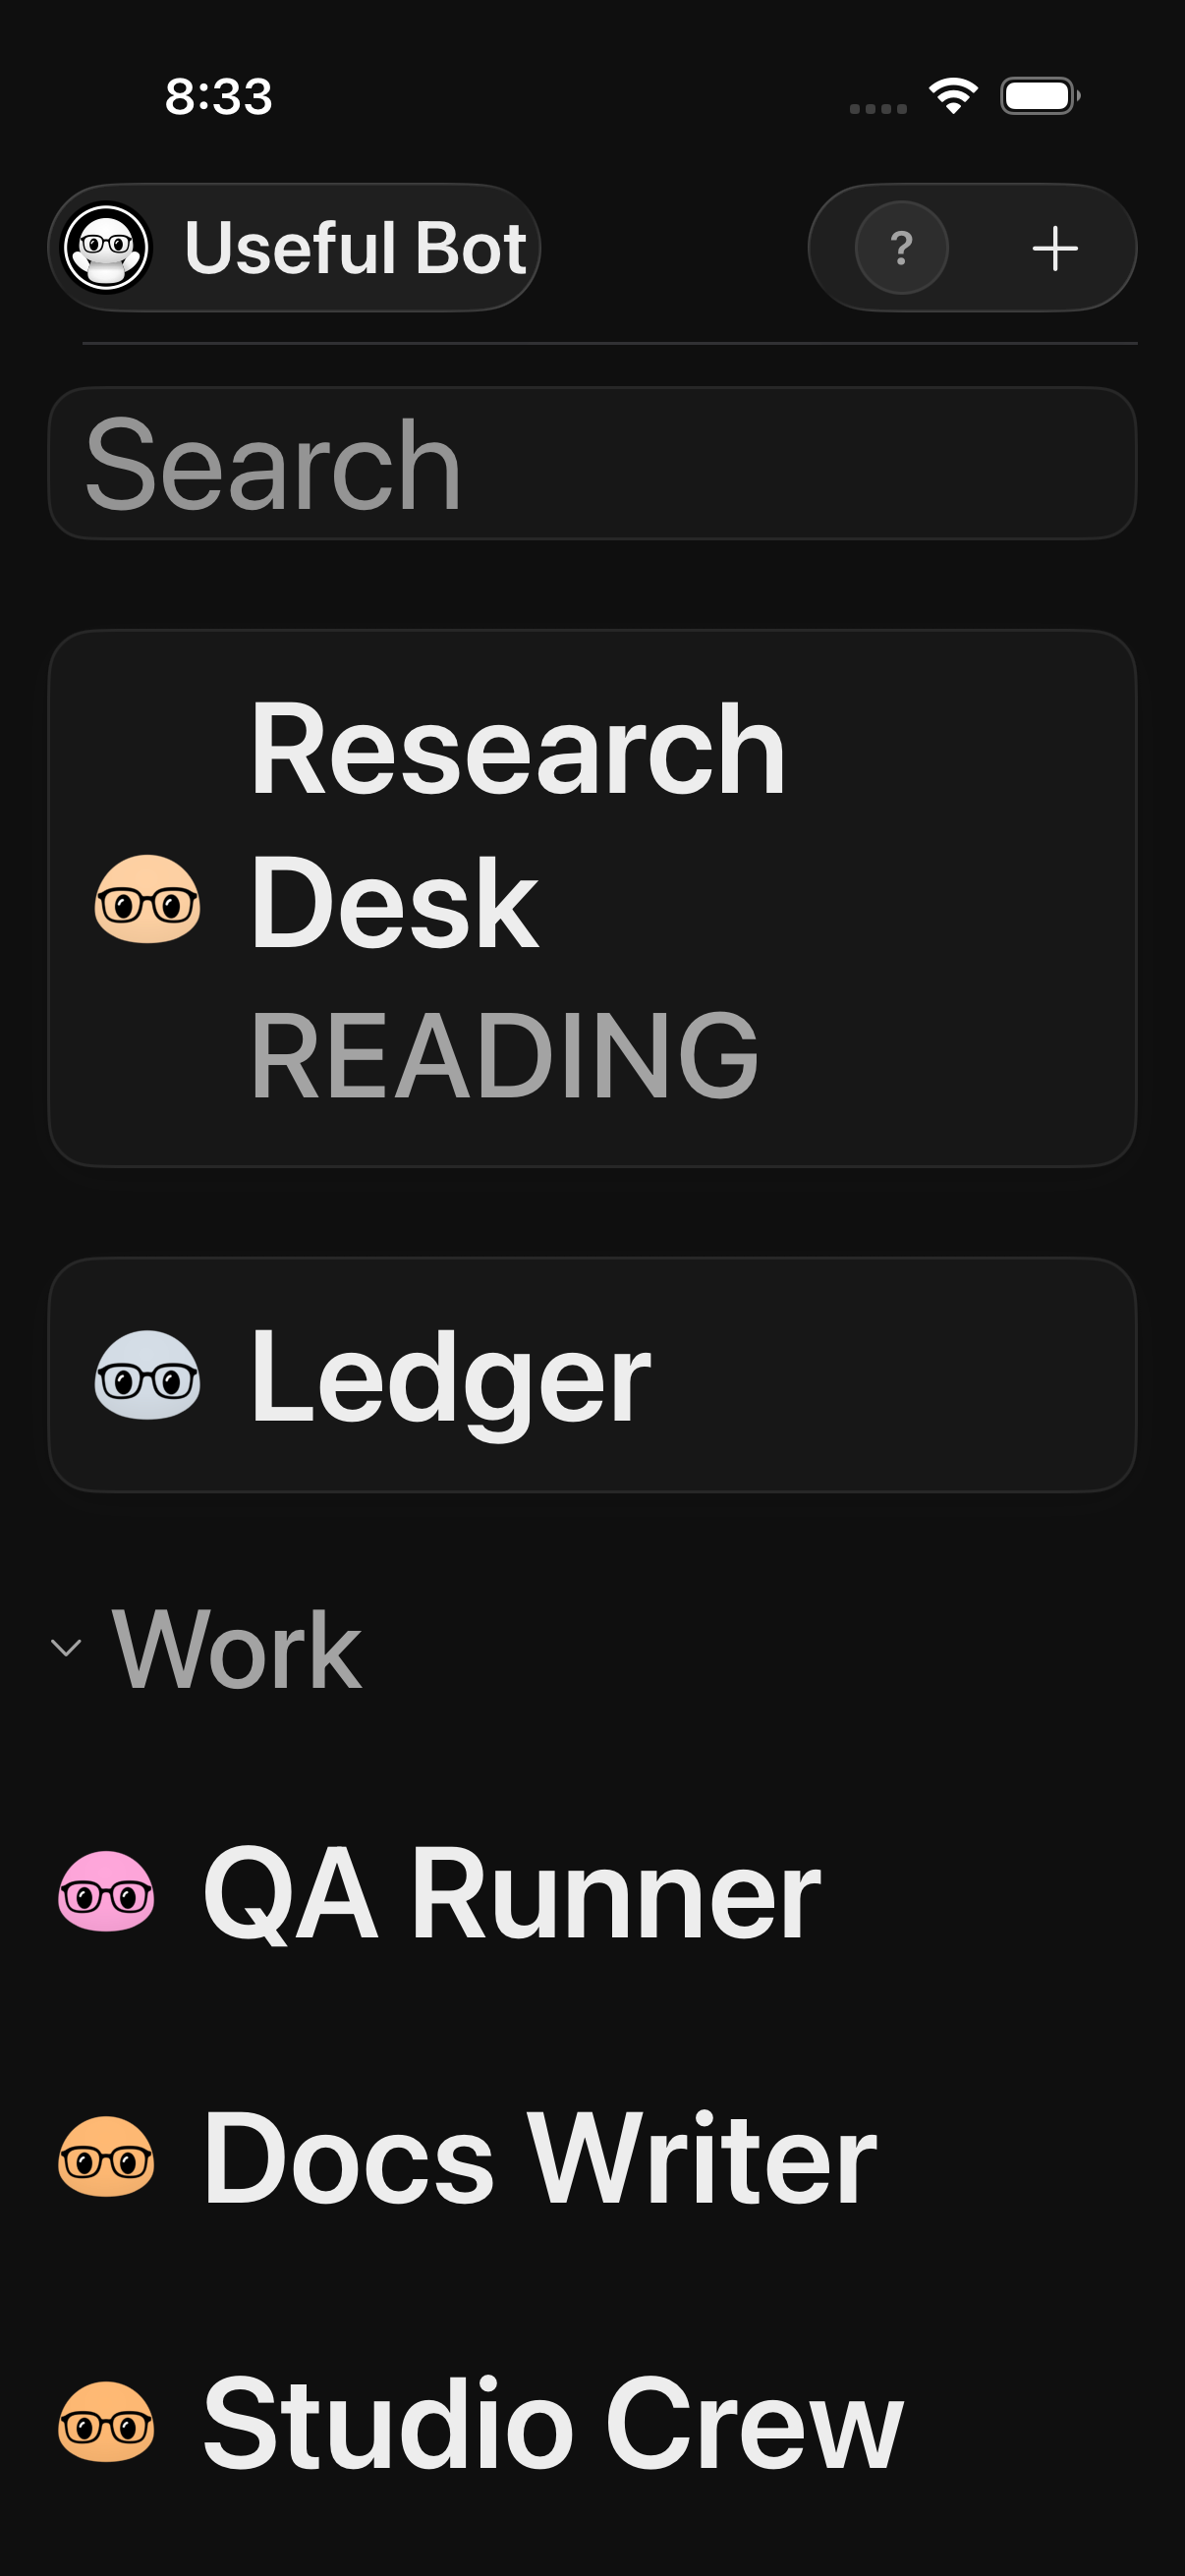 8:33
Useful Bot
?
Search
Research
Desk
READING
Ledger
Work
QA Runner
Docs Writer
Studio Crew